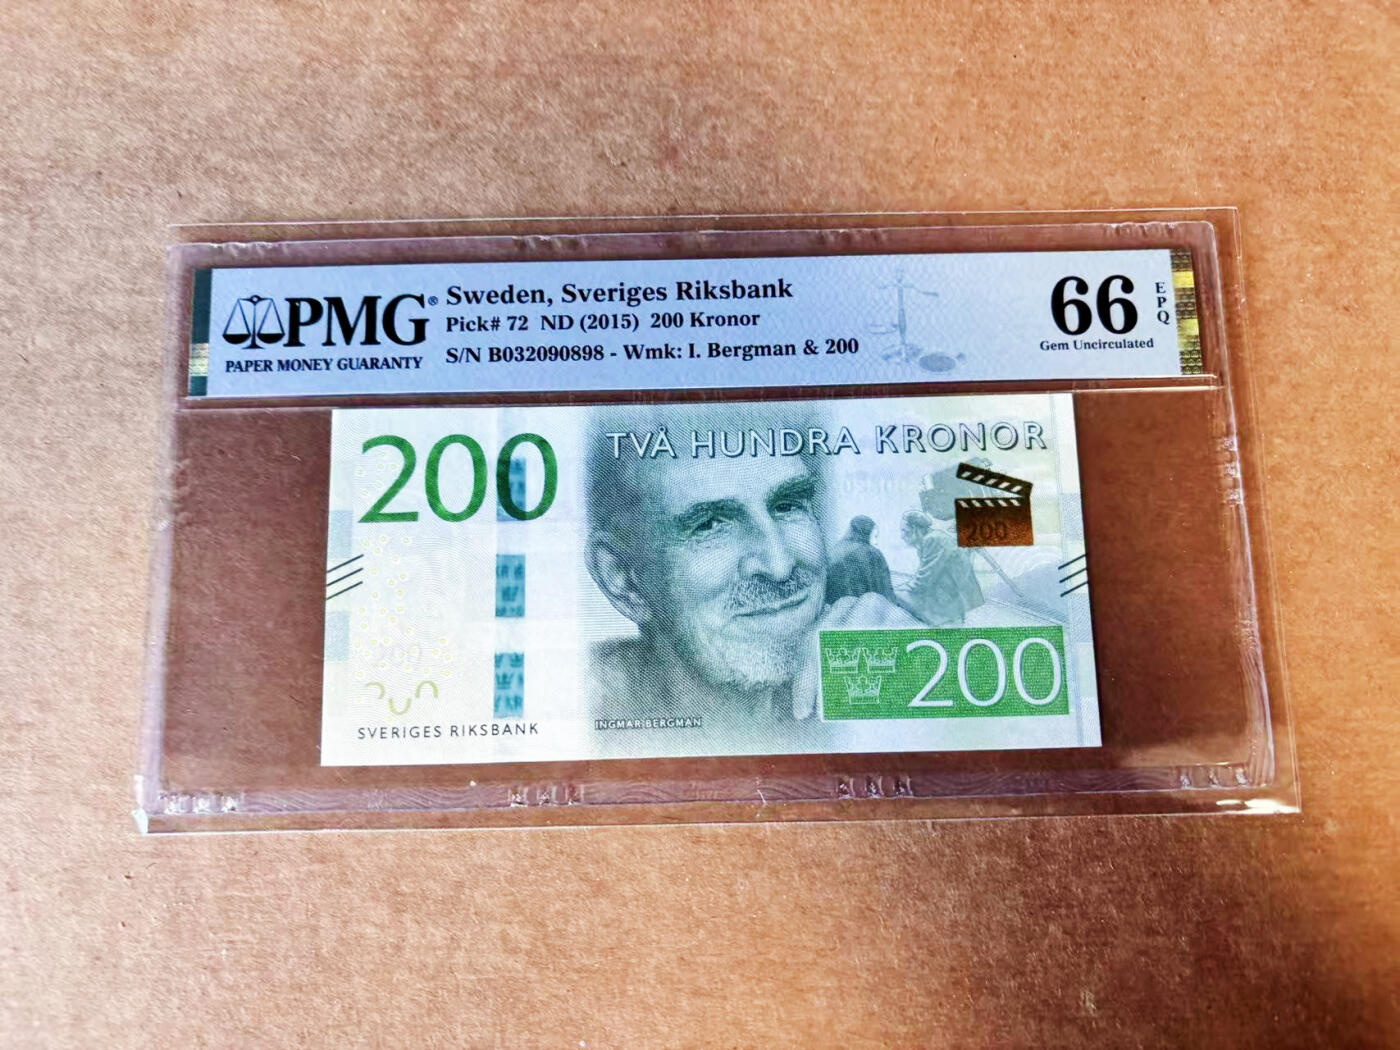 PMG®
PAPER MONEY GUARANTY
Sweden, Sveriges Riksbank
Pick# 72 ND (2015) 200 Kronor
S/N B032090898 - Wmk: I. Bergman & 200
66
EPQ
Gem Uncirculated
200
TVÅ HUNDRA KRONOR
200
200
200
SVERIGES RIKSBANK
INGMAR BERGMAN